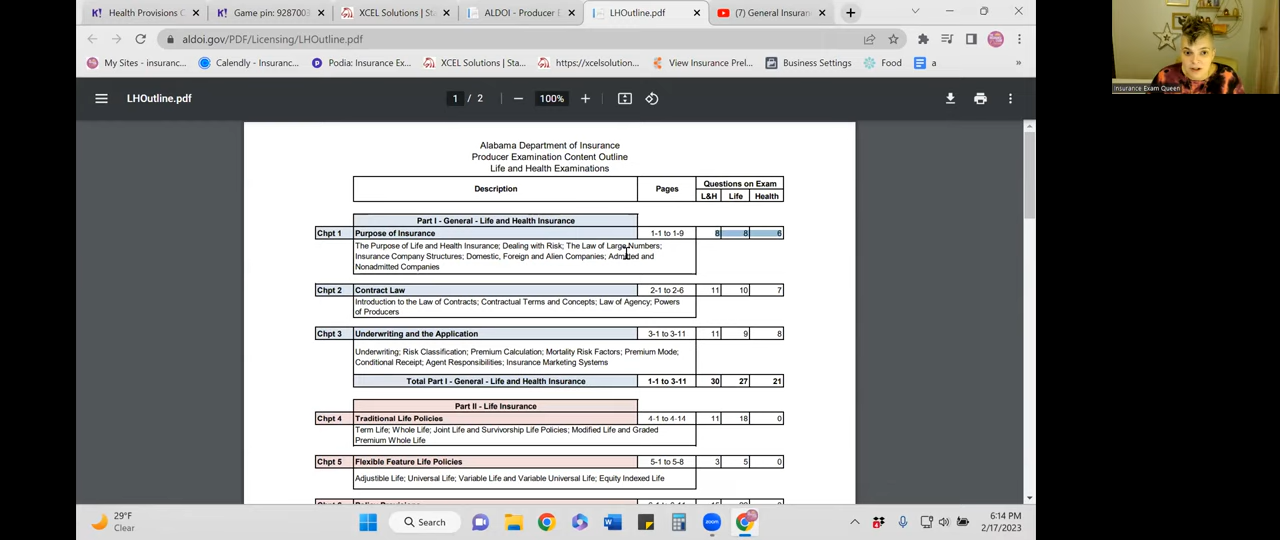 Health Provisions C
Game pin: 9287003
XCEL Solutions | Sta
ALDOI - Producer E
LHOutline.pdf
(7) General Insuran
aldoi.gov/PDF/Licensing/LHOutline.pdf
My Sites - insuranc...
Calendly - Insuranc...
Podia: Insurance Ex...
XCEL Solutions | Sta...
https://xcelsolution...
View Insurance Prel...
Business Settings
Food
a
»
LHOutline.pdf
1 / 2
100%
Insurance Exam Queen
Alabama Department of Insurance
Producer Examination Content Outline
Life and Health Examinations
Description Pages Questions on Exam
L&H Life Health
Part I - General - Life and Health Insurance
Chpt 1 Purpose of Insurance 1-1 to 1-9 8 8 6
The Purpose of Life and Health Insurance; Dealing with Risk; The Law of Large Numbers;
Insurance Company Structures; Domestic, Foreign and Alien Companies; Admitted and
Nonadmitted Companies
Chpt 2 Contract Law 2-1 to 2-6 11 10 7
Introduction to the Law of Contracts; Contractual Terms and Concepts; Law of Agency; Powers
of Producers
Chpt 3 Underwriting and the Application 3-1 to 3-11 11 9 8
Underwriting; Risk Classification; Premium Calculation; Mortality Risk Factors; Premium Mode;
Conditional Receipt; Agent Responsibilities; Insurance Marketing Systems
Total Part I - General - Life and Health Insurance 1-1 to 3-11 30 27 21
Part II - Life Insurance
Chpt 4 Traditional Life Policies 4-1 to 4-14 11 18 0
Term Life; Whole Life; Joint Life and Survivorship Life Policies; Modified Life and Graded
Premium Whole Life
Chpt 5 Flexible Feature Life Policies 5-1 to 5-8 3 5 0
Adjustible Life; Universal Life; Variable Life and Variable Universal Life; Equity Indexed Life
29°F
Clear
Search
6:14 PM
2/17/2023